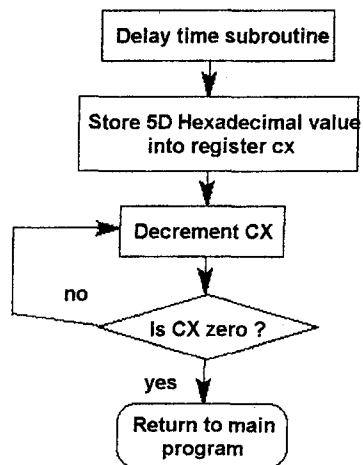 Delay time subroutine
Store 5D Hexadecimal value
into register cx
Decrement CX
no
Is CX zero ?
yes
Return to main
program